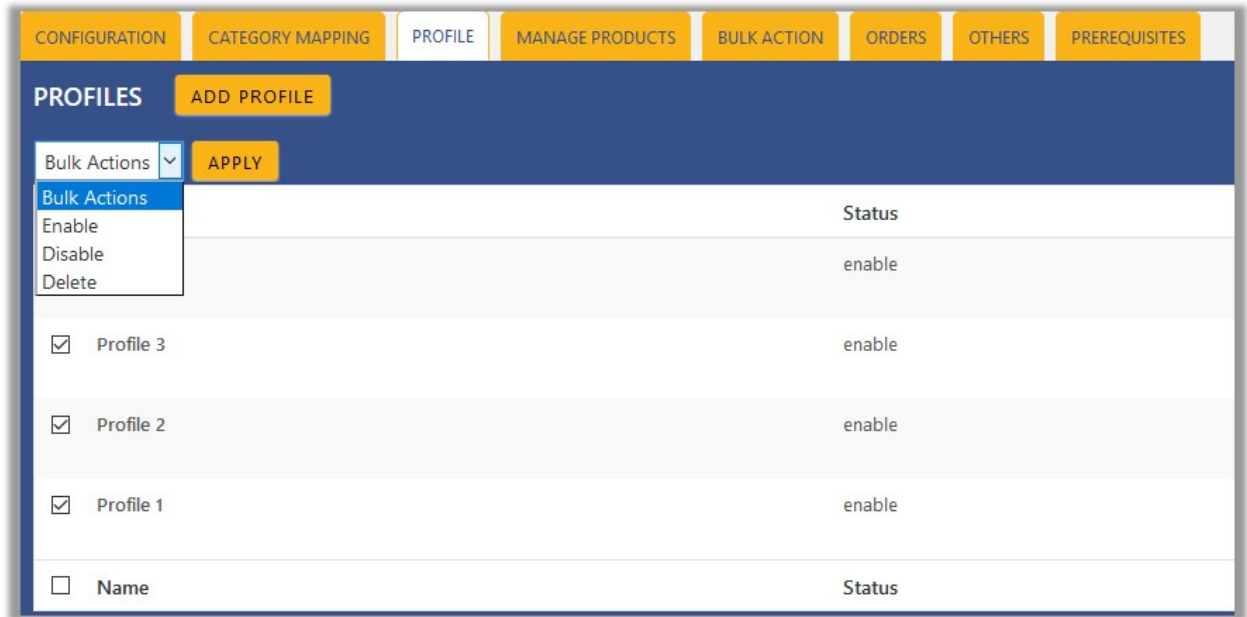 CONFIGURATION CATEGORY MAPPING PROFILE MANAGE PRODUCTS BULK ACTION ORDERS OTHERS PREREQUISITES
PROFILES ADD PROFILE
Bulk Actions APPLY
Bulk Actions
Status
Enable
Disable
enable
Delete
Profile 3 enable
Profile 2 enable
Profile 1 enable
Name Status